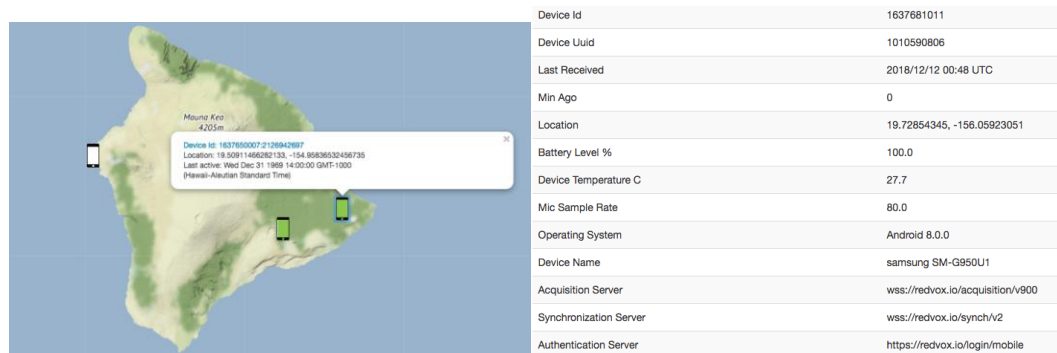 Mauna Kea
4205m
×
Device Id: 1637650007:2126942697
Location: 19.50911466282133, -154.95836532456735
Last active: Wed Dec 31 1969 14:00:00 GMT-1000
(Hawaii-Aleutian Standard Time)
Device Id 1637681011
Device Uuid 1010590806
Last Received 2018/12/12 00:48 UTC
Min Ago 0
Location 19.72854345, -156.05923051
Battery Level % 100.0
Device Temperature C 27.7
Mic Sample Rate 80.0
Operating System Android 8.0.0
Device Name samsung SM-G950U1
Acquisition Server wss://redvox.io/acquisition/v900
Synchronization Server wss://redvox.io/synch/v2
Authentication Server https://redvox.io/login/mobile